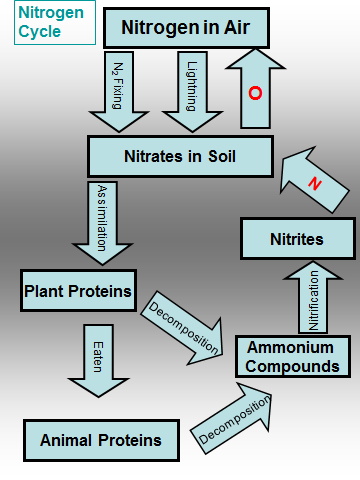 Nitrogen
Cycle
Nitrogen in Air
N₂ Fixing
Lightning
O
Nitrates in Soil
N
Assimilation
Nitrites
Plant Proteins
Nitrification
Decomposition
Eaten
Ammonium
Compounds
Decomposition
Animal Proteins